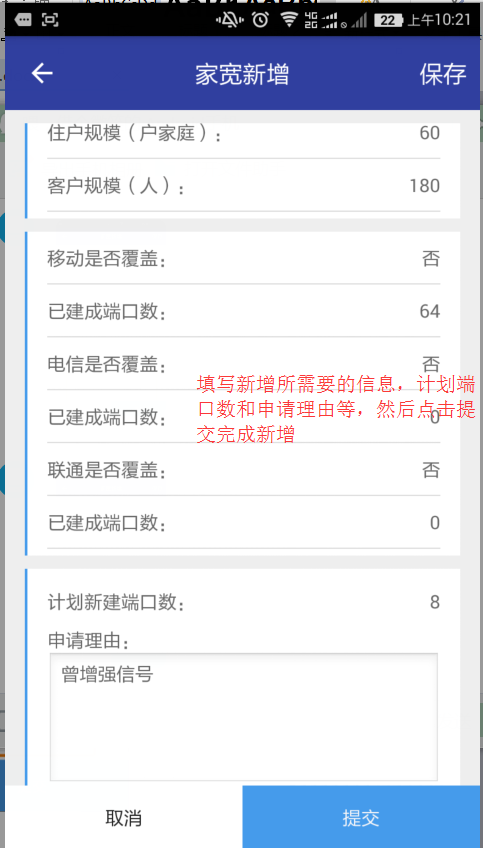 22 上午10:21
家宽新增 保存
住户规模（户家庭）： 60
客户规模（人）： 180
移动是否覆盖： 否
已建成端口数： 64
电信是否覆盖： 否
填写新增所需要的信息，计划端
口数和申请理由等，然后点击提
交完成新增
已建成端口数： 0
联通是否覆盖： 否
已建成端口数： 0
计划新建端口数： 8
申请理由：
曾增强信号
取消 提交